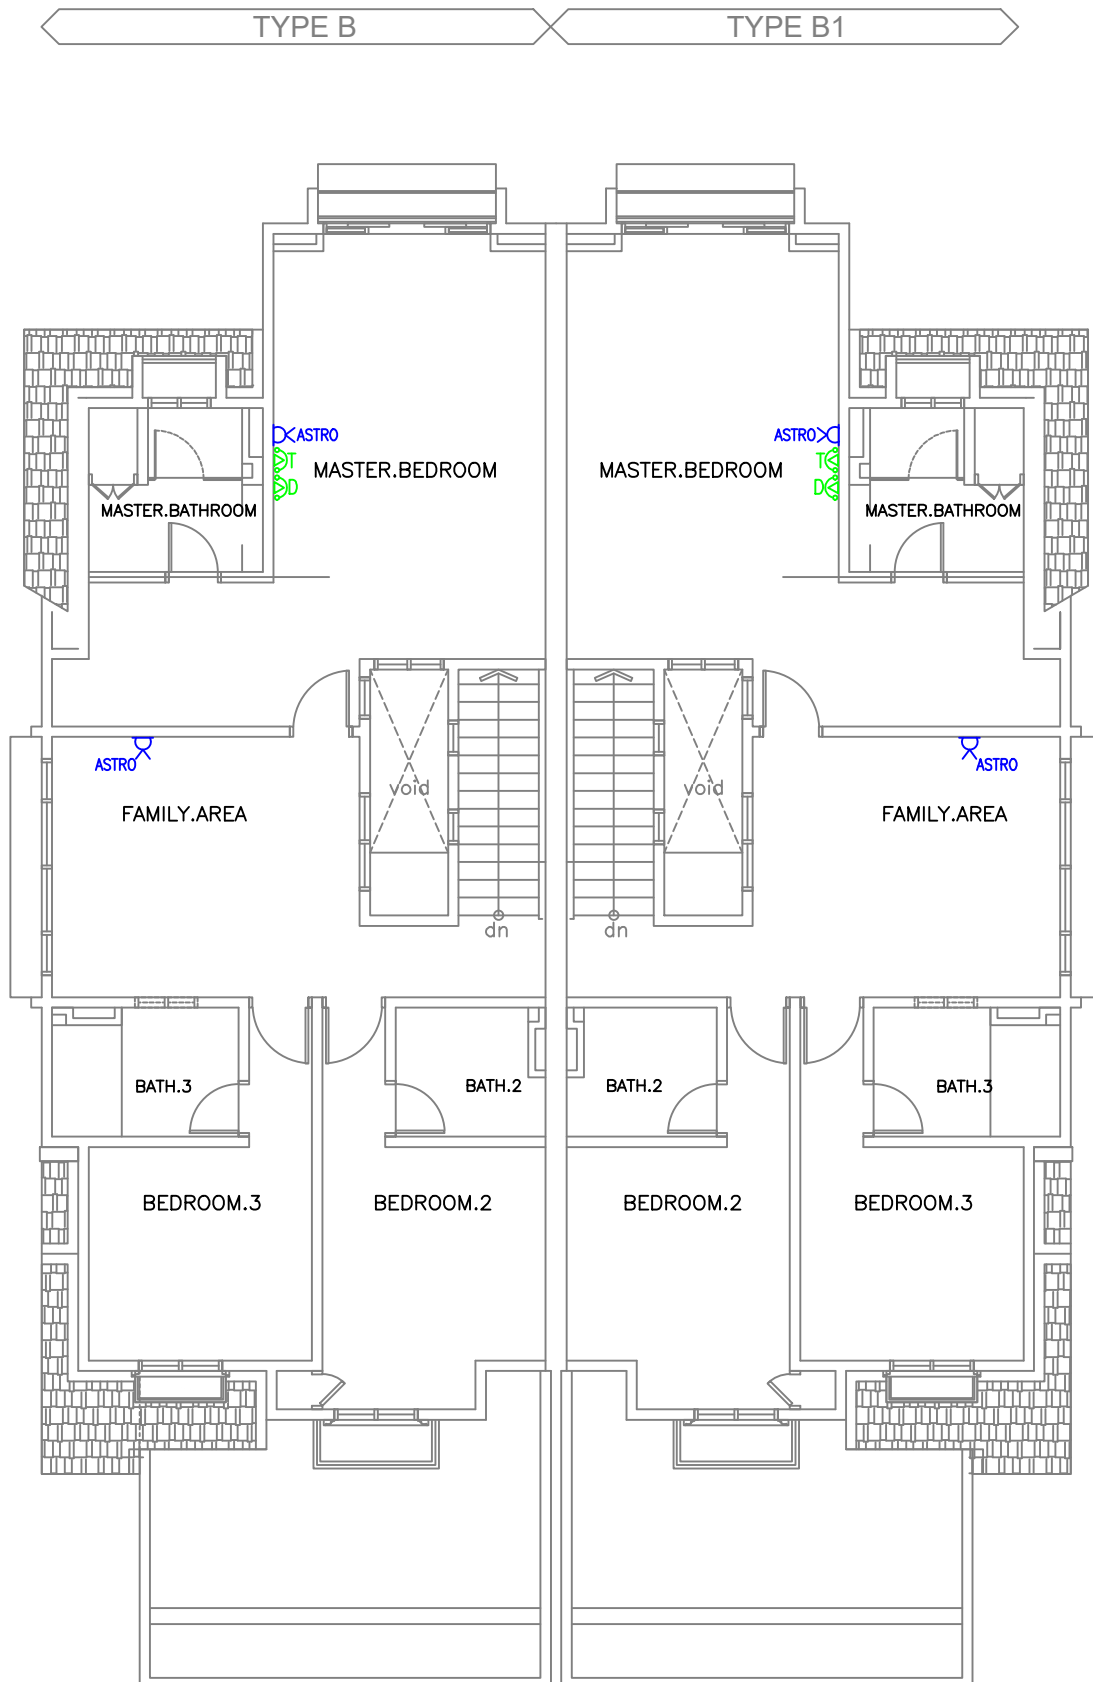 TYPE B TYPE B1
ASTRO ASTRO
T T
MASTER.BEDROOM MASTER.BEDROOM
D D
MASTER.BATHROOM MASTER.BATHROOM
ASTRO ASTRO
void void
FAMILY.AREA FAMILY.AREA
dn dn
BATH.3 BATH.2 BATH.2 BATH.3
BEDROOM.3 BEDROOM.2 BEDROOM.2 BEDROOM.3